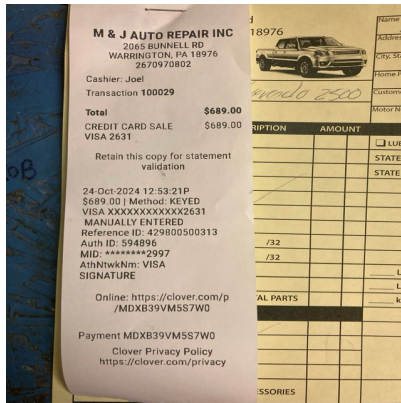 M & J AUTO REPAIR INC
2065 BUNNELL RD
WARRINGTON, PA 18976
2670970802
Cashier: Joel
Transaction 100029
Total $689.00
CREDIT CARD SALE $689.00
VISA 2631
Retain this copy for statement
validation
24-Oct-2024 12:53:21P
$689.00 | Method: KEYED
VISA XXXXXXXXXXXX2631
MANUALLY ENTERED
Reference ID: 429800500313
Auth ID: 594896
MID: ********2997
AthNtwkNm: VISA
SIGNATURE
Online: https://clover.com/p
/MDXB39VM5S7W0
Payment MDXB39VM5S7W0
Clover Privacy Policy
https://clover.com/privacy
18976
2500
RIPTION AMOUNT
/32
/32
AL PARTS
SSORIES
Name
Addres
City, St
Home P
Custom
Motor N
LUB
STATE
STATE